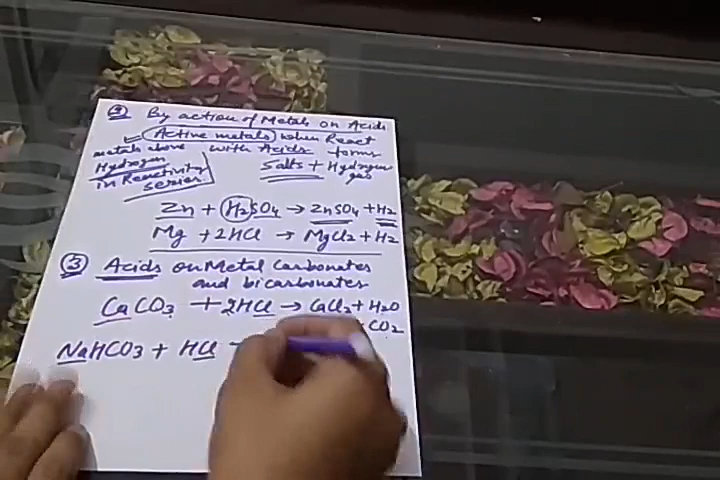 ② By action of Metals on Acids
Active metals when React
metals above with Acids forms
Hydrogen Salts + Hydrogen
in Reactivity gas
series
Zn + H2SO4 → ZnSO4 + H2
Mg + 2HCl → MgCl2 + H2
③ Acids on Metal Carbonates
and bicarbonates
CaCO3 + 2HCl → CaCl2 + H2O
CO2
NaHCO3 + HCl